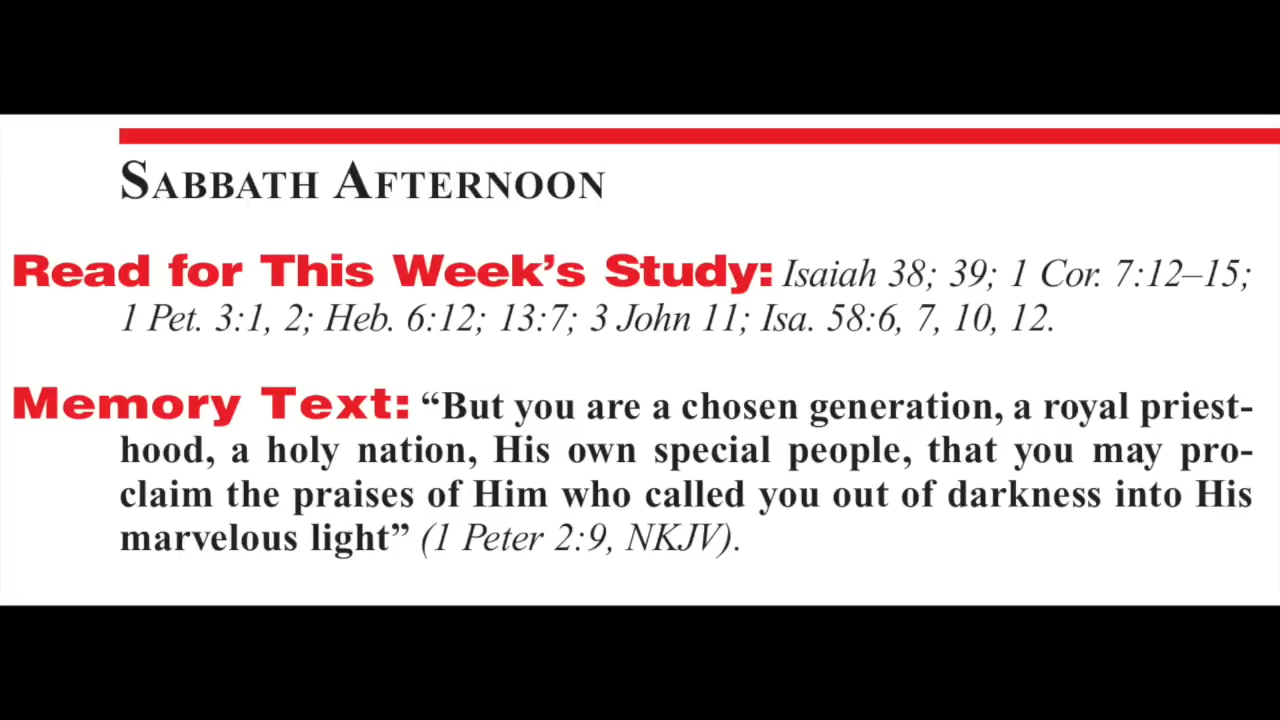 SABBATH AFTERNOON
Read for This Week’s Study: Isaiah 38; 39; 1 Cor. 7:12–15;
1 Pet. 3:1, 2; Heb. 6:12; 13:7; 3 John 11; Isa. 58:6, 7, 10, 12.
Memory Text: “But you are a chosen generation, a royal priest-
hood, a holy nation, His own special people, that you may pro-
claim the praises of Him who called you out of darkness into His
marvelous light” (1 Peter 2:9, NKJV).